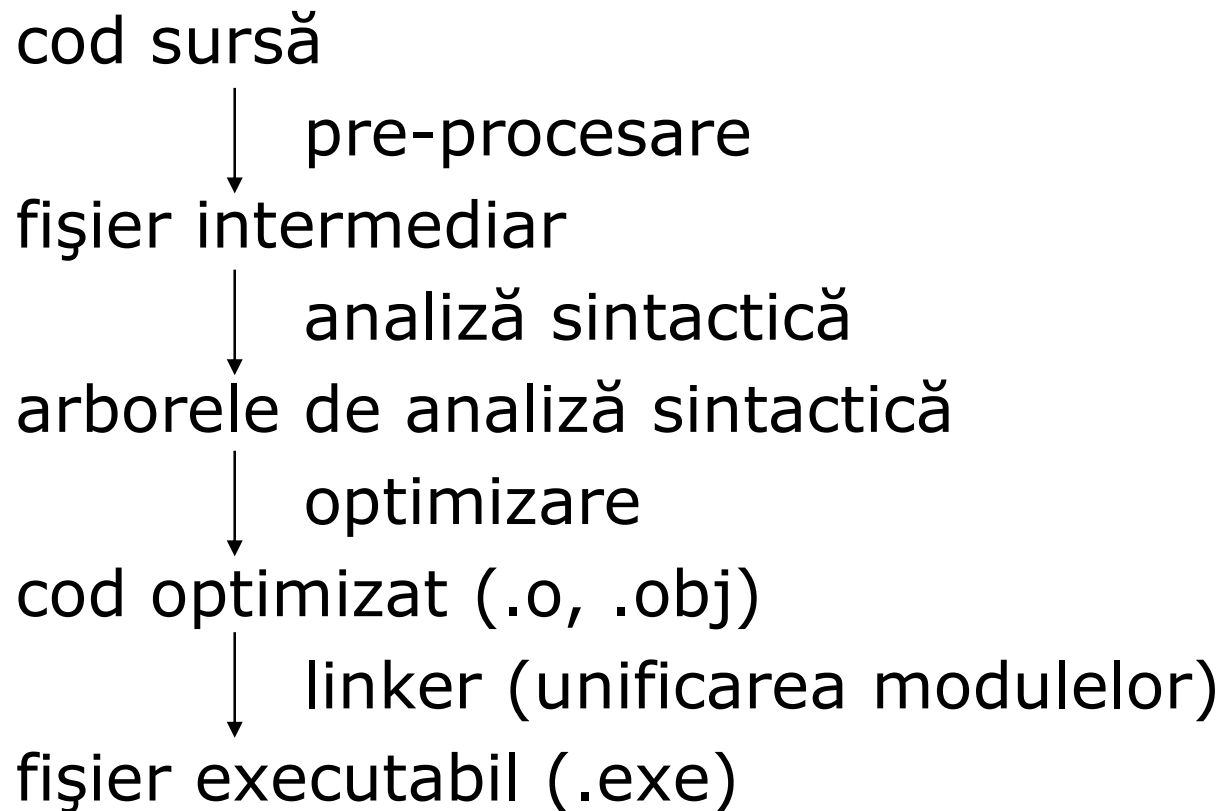 cod sursă
pre-procesare
fişier intermediar
analiză sintactică
arborele de analiză sintactică
optimizare
cod optimizat (.o, .obj)
linker (unificarea modulelor)
fişier executabil (.exe)